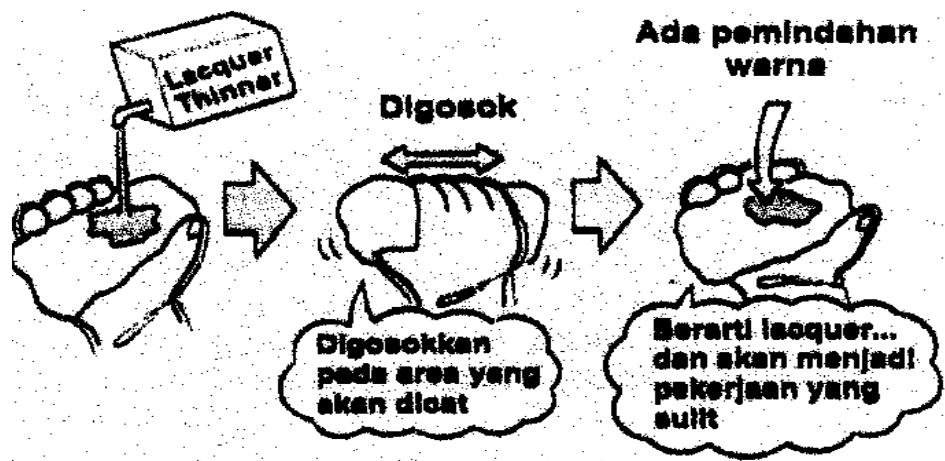 Lacquer
Thinner
Digosok
Ada pemindahan
warna
Digosokkan
pada area yang
akan dicat
Berarti lacquer...
dan akan menjadi
pekerjaan yang
sulit